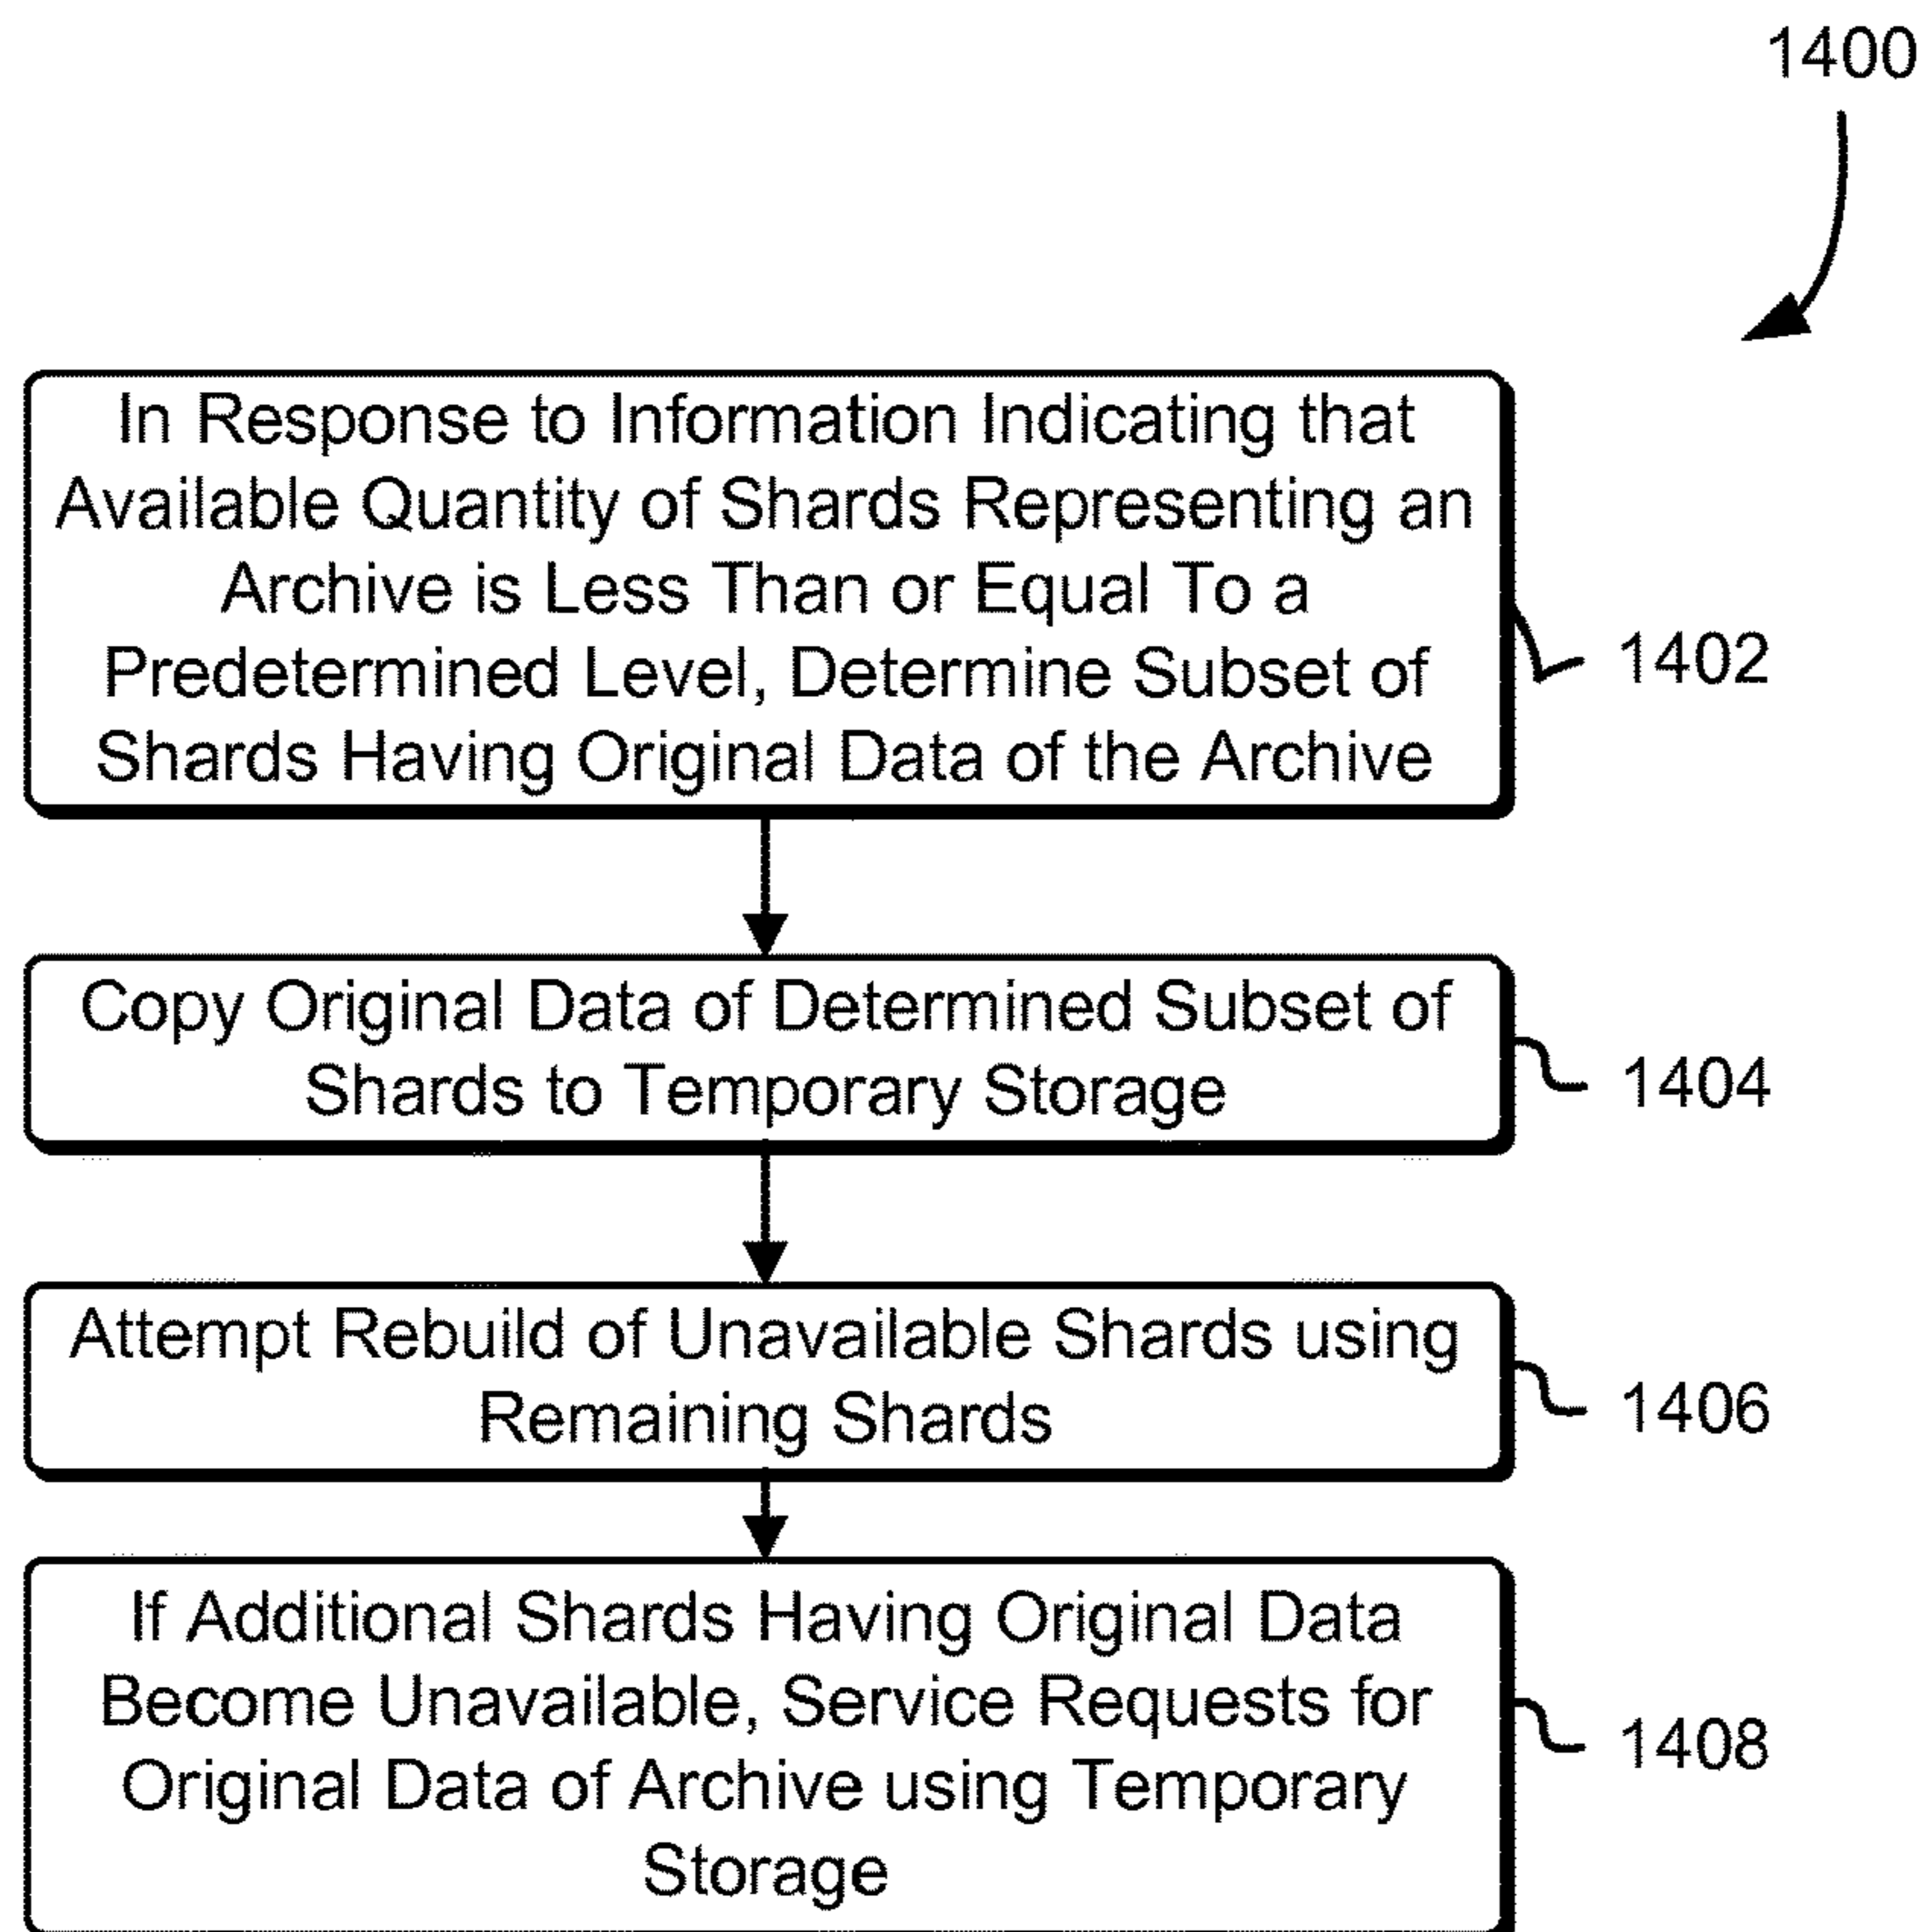 1400
In Response to Information Indicating that
Available Quantity of Shards Representing an
Archive is Less Than or Equal To a
Predetermined Level, Determine Subset of
Shards Having Original Data of the Archive
1402
Copy Original Data of Determined Subset of
Shards to Temporary Storage
1404
Attempt Rebuild of Unavailable Shards using
Remaining Shards
1406
If Additional Shards Having Original Data
Become Unavailable, Service Requests for
Original Data of Archive using Temporary
Storage
1408